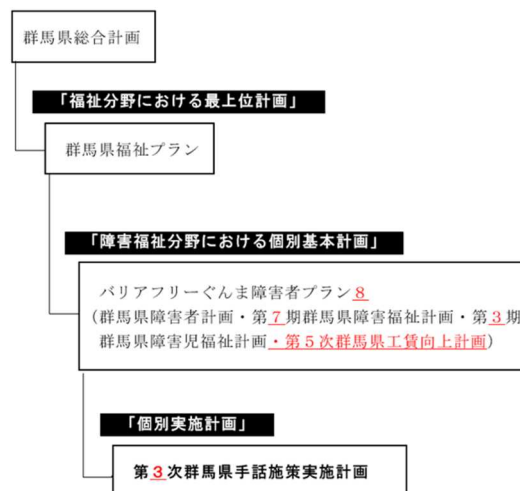 群馬県総合計画
「福祉分野における最上位計画」
群馬県福祉プラン
「障害福祉分野における個別基本計画」
バリアフリーぐんま障害者プラン8
(群馬県障害者計画・第7期群馬県障害福祉計画・第3期
群馬県障害児福祉計画・第5次群馬県工賃向上計画)
「個別実施計画」
第3次群馬県手話施策実施計画